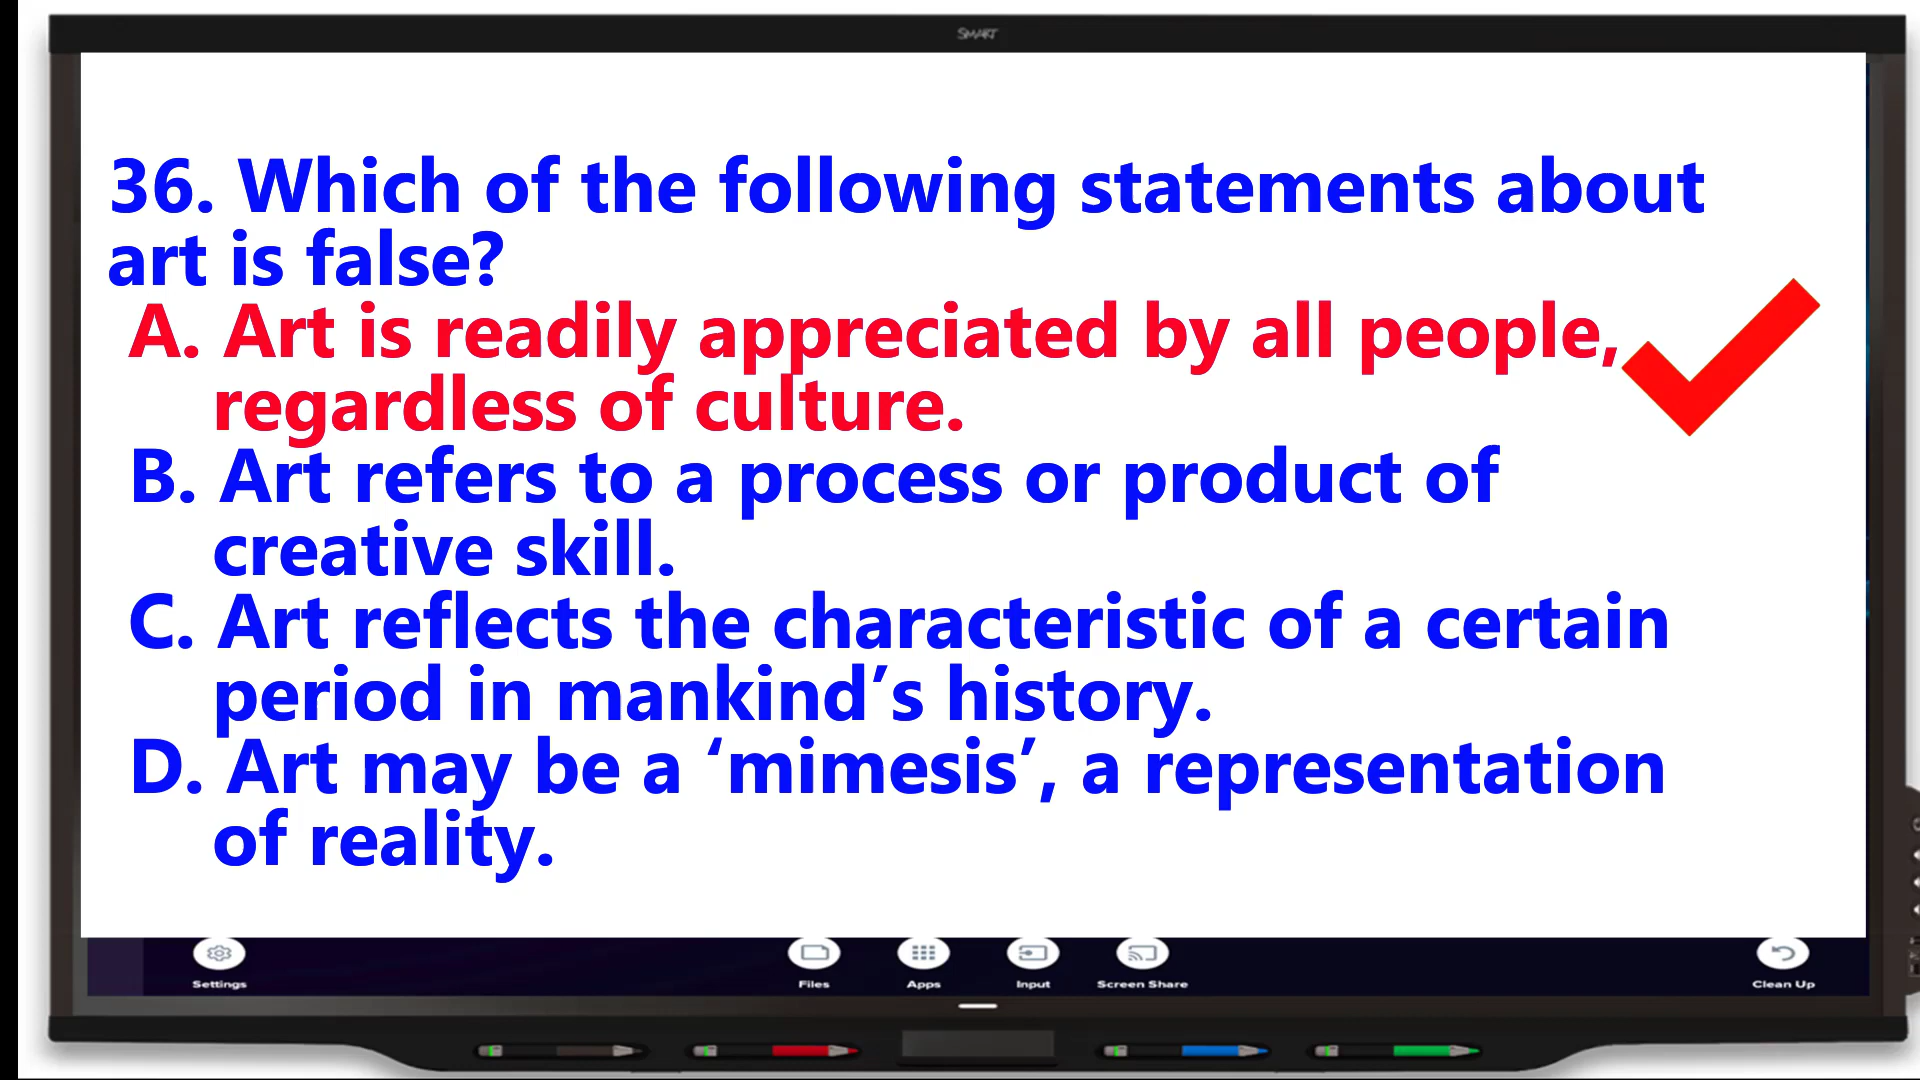 SMART
36. Which of the following statements about
art is false?
A. Art is readily appreciated by all people,
regardless of culture.
B. Art refers to a process or product of
creative skill.
C. Art reflects the characteristic of a certain
period in mankind’s history.
D. Art may be a ‘mimesis’, a representation
of reality.
Settings
Files
Apps
Input
Screen Share
Clean Up